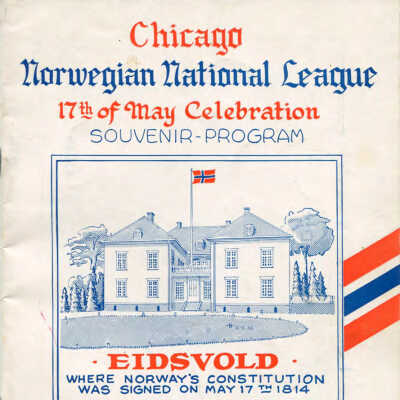 Chicago
Norwegian National League
17th of May Celebration
SOUVENIR-PROGRAM
· EIDSVOLD ·
WHERE NORWAY'S CONSTITUTION
WAS SIGNED ON MAY 17TH 1814